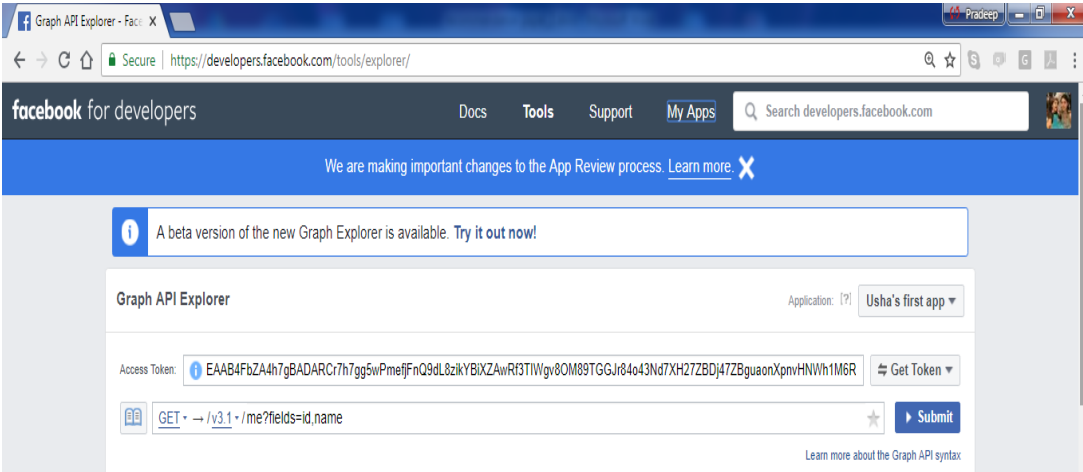 Graph API Explorer - Face
Pradeep
Secure | https://developers.facebook.com/tools/explorer/
facebook for developers Docs Tools Support My Apps Search developers.facebook.com
We are making important changes to the App Review process. Learn more.
A beta version of the new Graph Explorer is available. Try it out now!
Graph API Explorer Application: [?] Usha's first app
Access Token: EAAB4FbZA4h7gBADARCr7h7gg5wPmefjFnQ9dL8zikYBiXZAwRf3TIWgv8OM89TGGJr84o43Nd7XH27ZBDj47ZBguaonXpnvHNWh1M6R Get Token
GET → /v3.1 /me?fields=id,name Submit
Learn more about the Graph API syntax